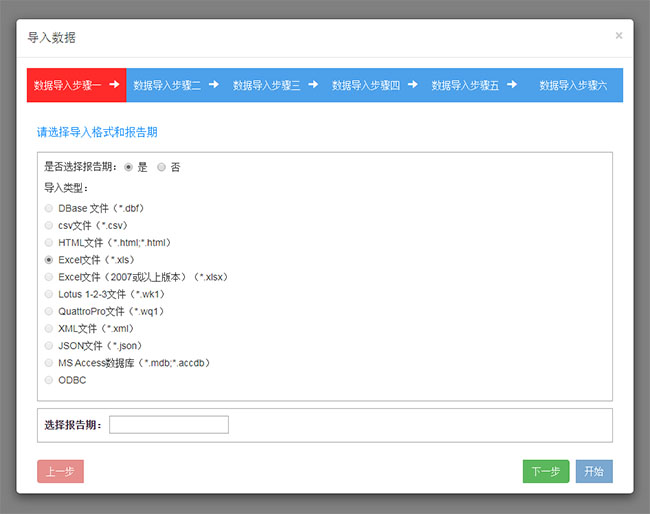 导入数据 ×
数据导入步骤一 数据导入步骤二 数据导入步骤三 数据导入步骤四 数据导入步骤五 数据导入步骤六
请选择导入格式和报告期
是否选择报告期： 是 否
导入类型：
DBase 文件（*.dbf）
csv文件（*.csv）
HTML文件（*.html;*.html）
Excel文件（*.xls）
Excel文件（2007或以上版本）（*.xlsx）
Lotus 1-2-3文件（*.wk1）
QuattroPro文件（*.wq1）
XML文件（*.xml）
JSON文件（*.json）
MS Access数据库（*.mdb;*.accdb）
ODBC
选择报告期：
上一步 下一步 开始